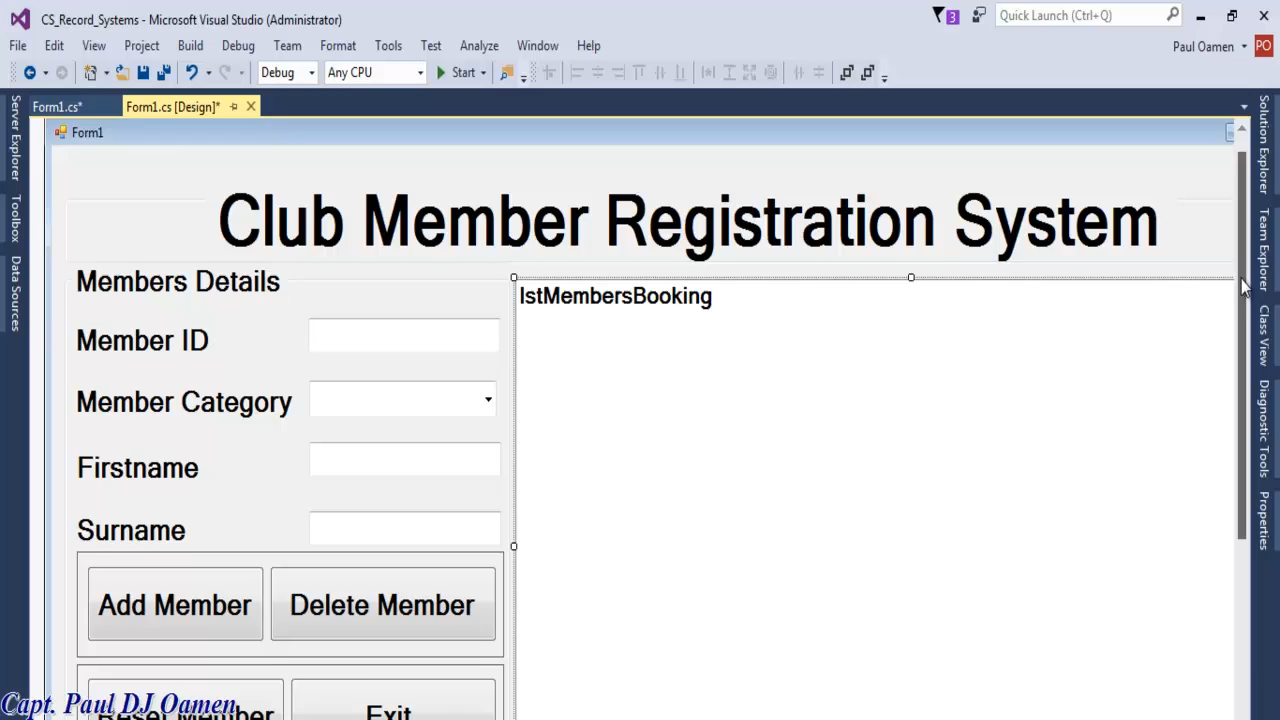 CS_Record_Systems - Microsoft Visual Studio (Administrator)
3
Quick Launch (Ctrl+Q)
File Edit View Project Build Debug Team Format Tools Test Analyze Window Help
Paul Oamen
PO
Debug
Any CPU
Start
Form1.cs*
Form1.cs [Design]*
Server Explorer
Toolbox
Data Sources
Form1
Club Member Registration System
Members Details
Member ID
Member Category
Firstname
Surname
lstMembersBooking
Add Member
Delete Member
Reset Member
Exit
Capt. Paul DJ Oamen
Solution Explorer
Team Explorer
Class View
Diagnostic Tools
Properties